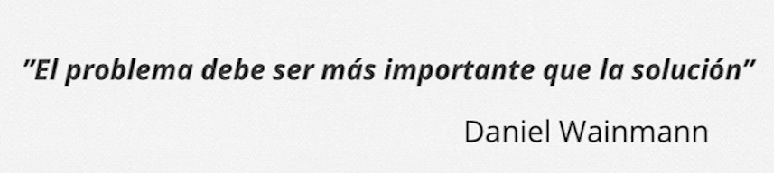 ”El problema debe ser más importante que la solución”
Daniel Wainmann